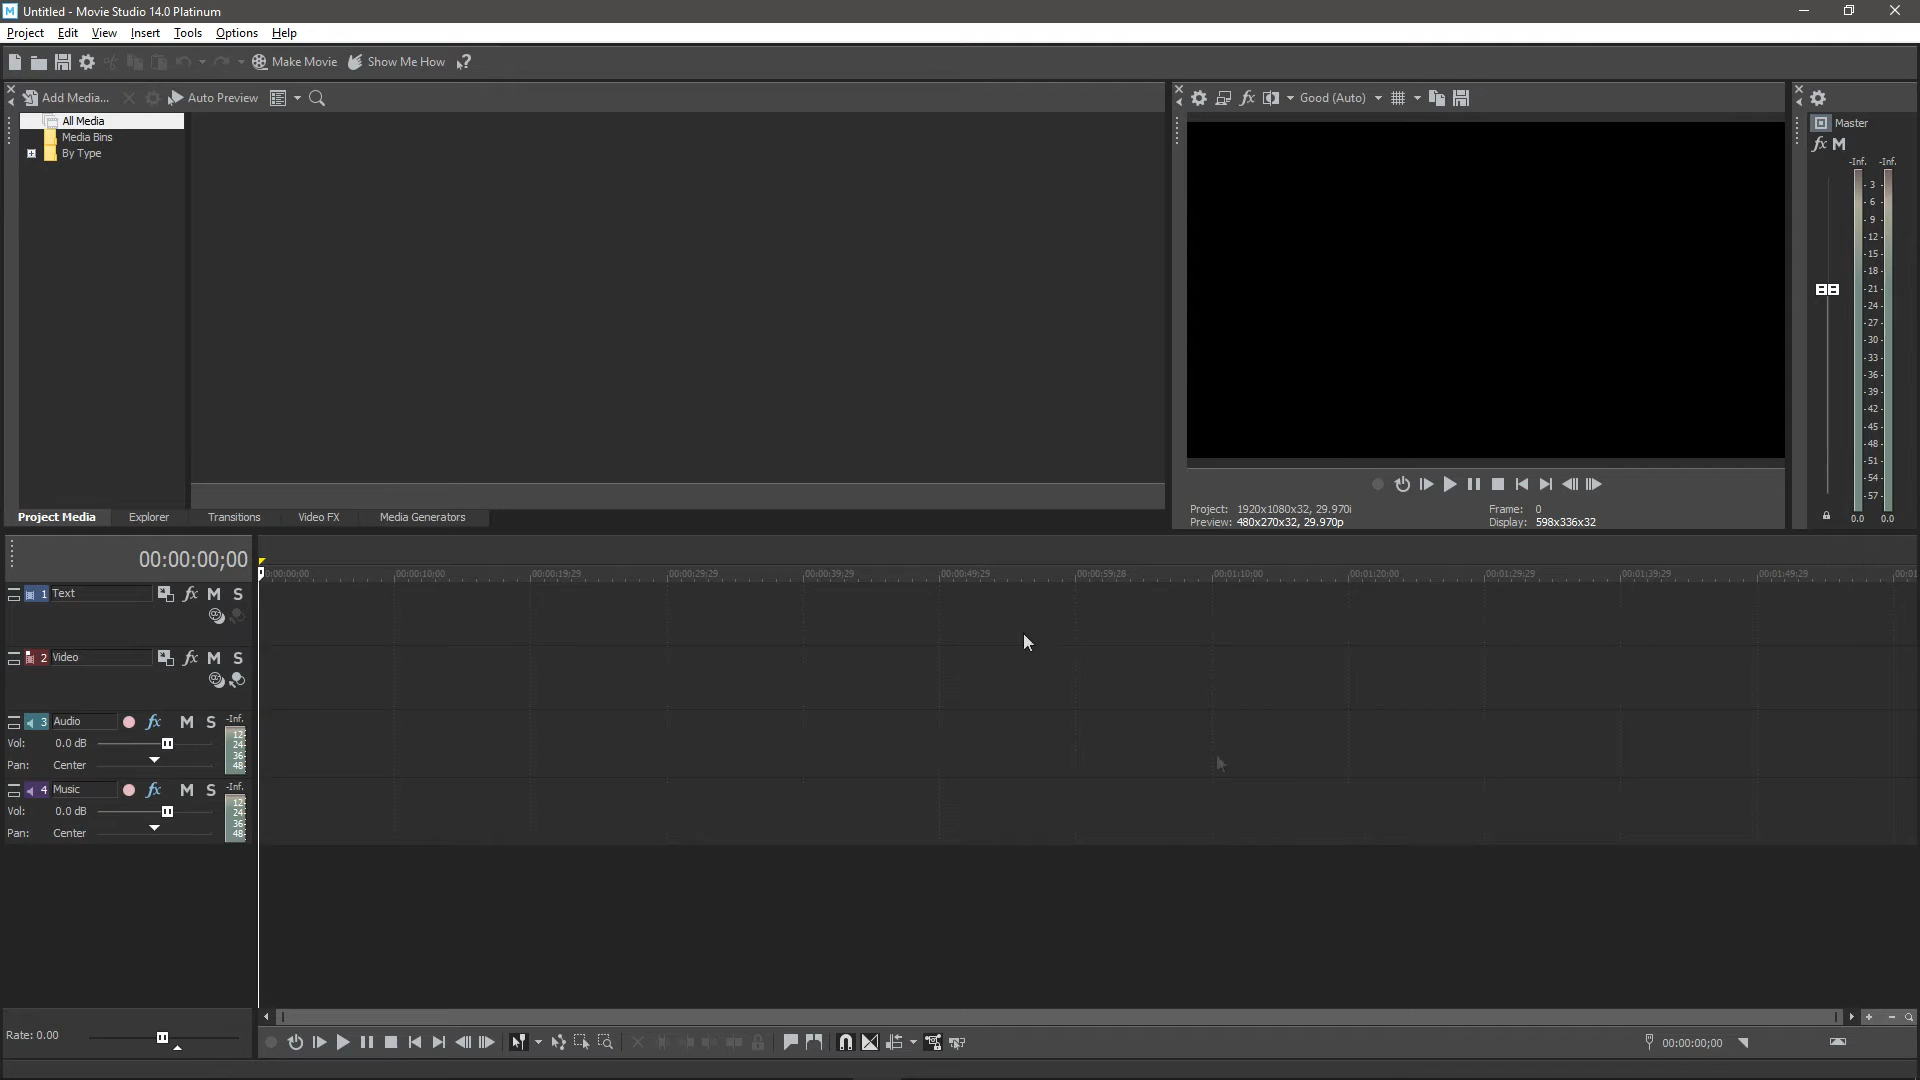 Untitled - Movie Studio 14.0 Platinum
Project Edit View Insert Tools Options Help
Make Movie Show Me How
Add Media... Auto Preview
All Media
Media Bins
By Type
Project Media Explorer Transitions Video FX Media Generators
Good (Auto)
Project: 1920x1080x32, 29.970i
Frame: 0
Preview: 480x270x32, 29.970p
Display: 598x336x32
Master
fx M
-Inf. -Inf.
3
6
9
12
15
18
21
24
27
30
33
36
39
42
45
48
51
54
57
0.0 0.0
00:00:00;00
0:00:00;00 00:00:10;00 00:00:19;29 00:00:29;29 00:00:39;29 00:00:49;29 00:00:59;28 00:01:10;00 00:01:20;00 00:01:29;29 00:01:39;29 00:01:49;29 00:01
1 Text fx M S
2 Video fx M S
3 Audio fx M S -Inf.
Vol: 0.0 dB
Pan: Center
12
24
36
48
4 Music fx M S -Inf.
Vol: 0.0 dB
Pan: Center
12
24
36
48
Rate: 0.00
00:00:00;00